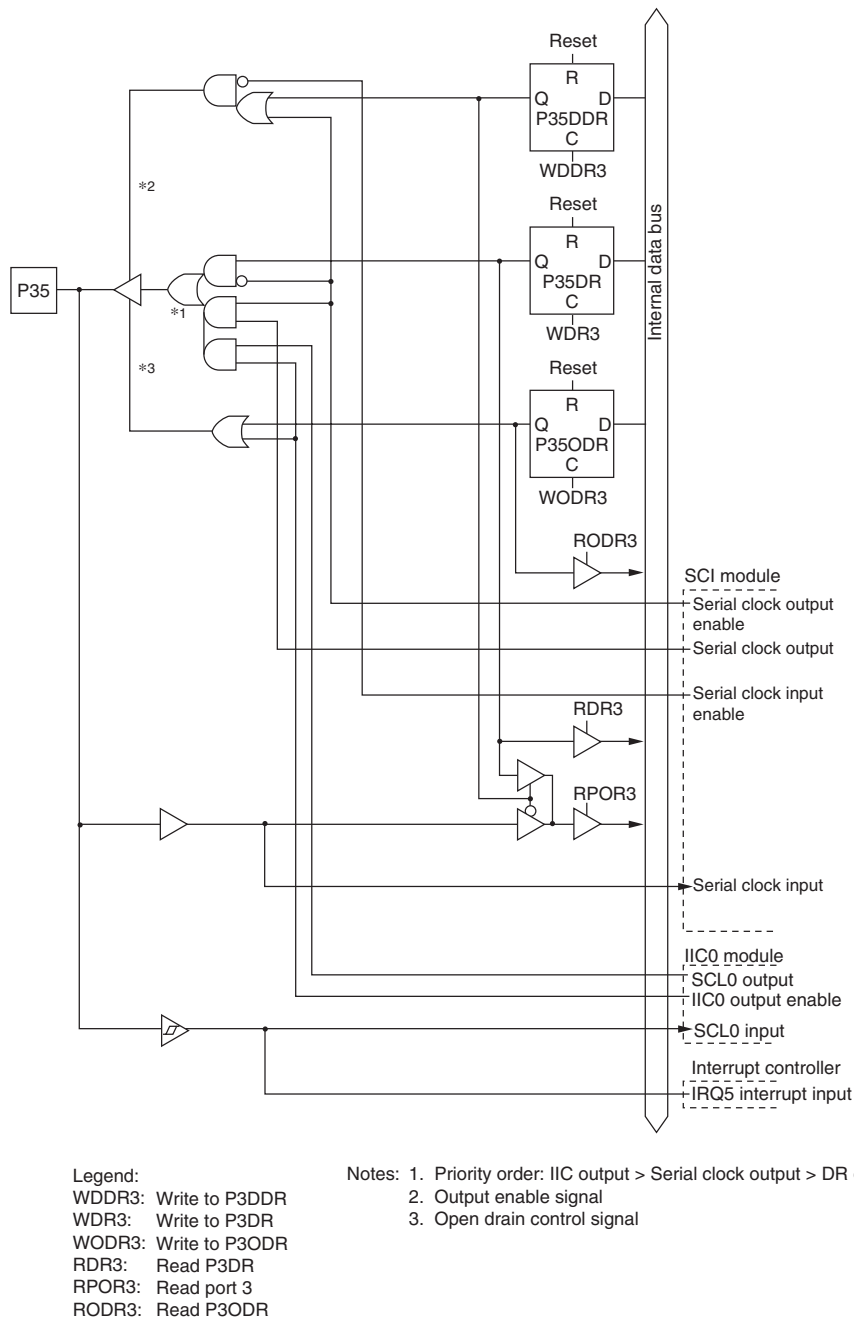 Reset
R
Q D
P35DDR
C
WDDR3
*2
Reset
R
Q D
P35DR
C
WDR3
Internal data bus
P35
*1
*3
Reset
R
Q D
P35ODR
C
WODR3
RODR3
SCI module
Serial clock output
enable
Serial clock output
Serial clock input
enable
RDR3
RPOR3
Serial clock input
IIC0 module
SCL0 output
IIC0 output enable
SCL0 input
Interrupt controller
IRQ5 interrupt input
Legend:
WDDR3: Write to P3DDR
WDR3: Write to P3DR
WODR3: Write to P3ODR
RDR3: Read P3DR
RPOR3: Read port 3
RODR3: Read P3ODR
Notes: 1. Priority order: IIC output > Serial clock output > DR
2. Output enable signal
3. Open drain control signal